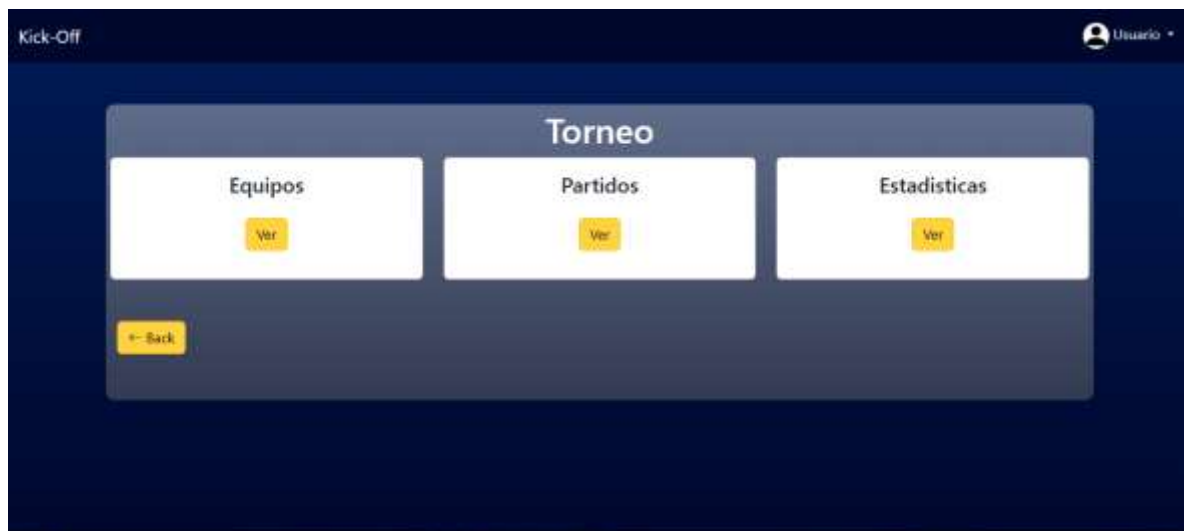 Kick-Off
Usuario
Torneo
Equipos
Partidos
Estadisticas
Ver
Ver
Ver
← Back